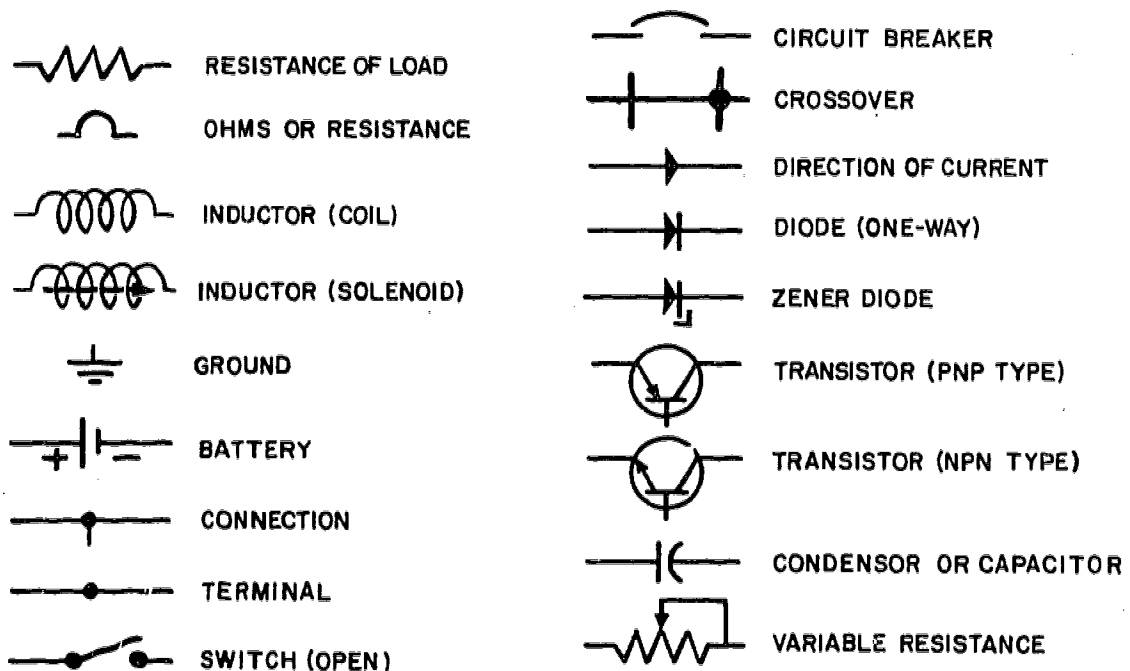 RESISTANCE OF LOAD
OHMS OR RESISTANCE
INDUCTOR (COIL)
INDUCTOR (SOLENOID)
GROUND
+ −
BATTERY
CONNECTION
TERMINAL
SWITCH (OPEN)
CIRCUIT BREAKER
CROSSOVER
DIRECTION OF CURRENT
DIODE (ONE-WAY)
ZENER DIODE
TRANSISTOR (PNP TYPE)
TRANSISTOR (NPN TYPE)
CONDENSOR OR CAPACITOR
VARIABLE RESISTANCE